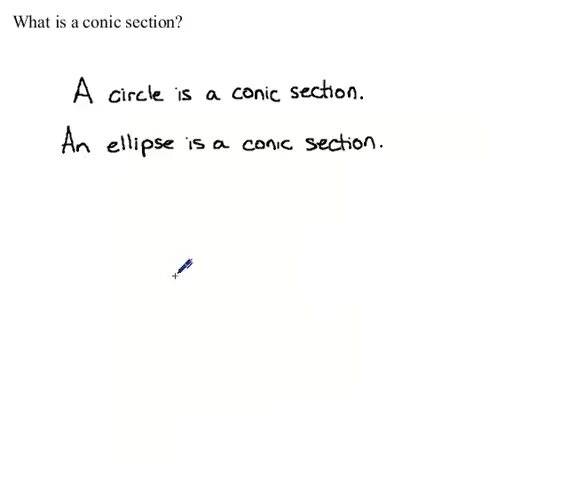 What is a conic section?
A circle is a conic section.
An ellipse is a conic section.